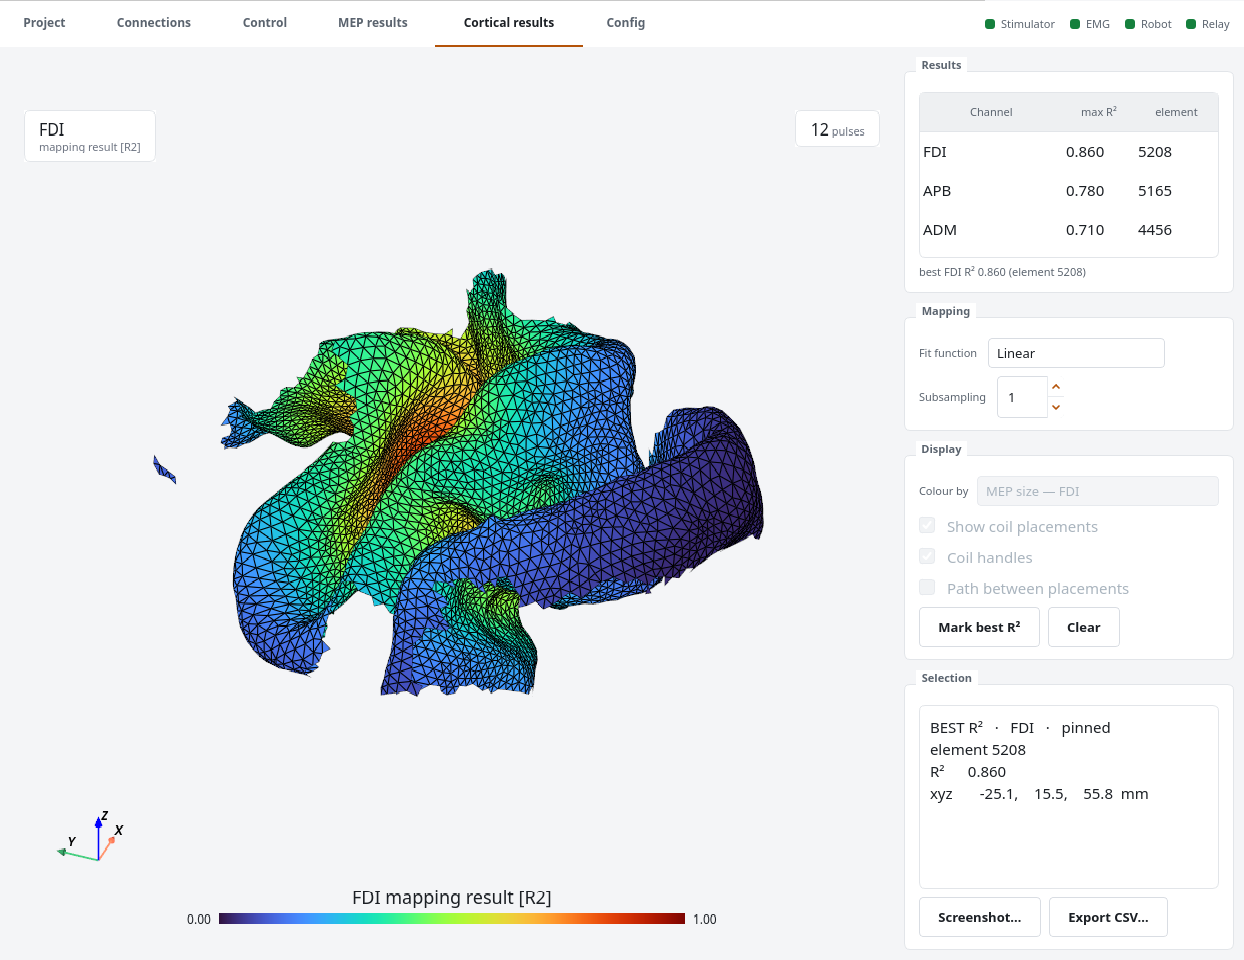 Project Connections Control MEP results Cortical results Config
Stimulator EMG Robot Relay
FDI
mapping result [R2]
12 pulses
Results
Channel max R² element
FDI 0.860 5208
APB 0.780 5165
ADM 0.710 4456
best FDI R² 0.860 (element 5208)
Mapping
Fit function Linear
Subsampling 1
Display
Colour by MEP size — FDI
Show coil placements
Coil handles
Path between placements
Mark best R² Clear
Selection
BEST R² · FDI · pinned
element 5208
R² 0.860
xyz -25.1, 15.5, 55.8 mm
Screenshot... Export CSV...
Z
X
Y
FDI mapping result [R2]
0.00 1.00